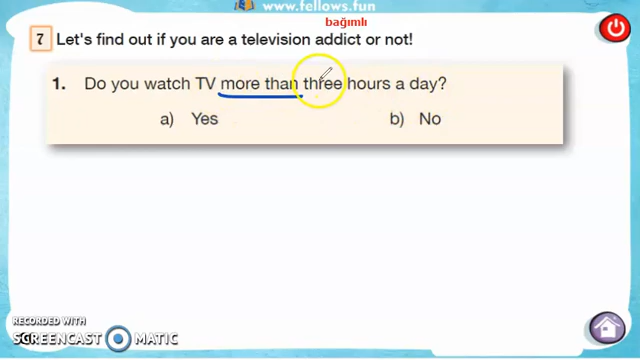 www.fellows.fun
bağımlı
7 Let's find out if you are a television addict or not!
1. Do you watch TV more than three hours a day?
a) Yes
b) No
RECORDED WITH
SCREENCAST MATIC